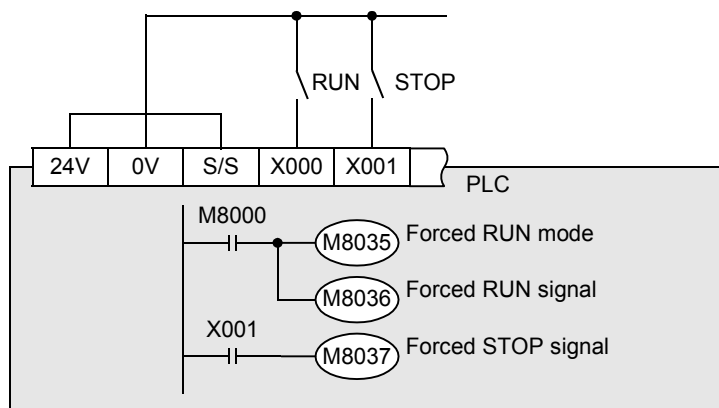 RUN STOP
24V 0V S/S X000 X001
PLC
M8000
M8035 Forced RUN mode
M8036 Forced RUN signal
X001
M8037 Forced STOP signal